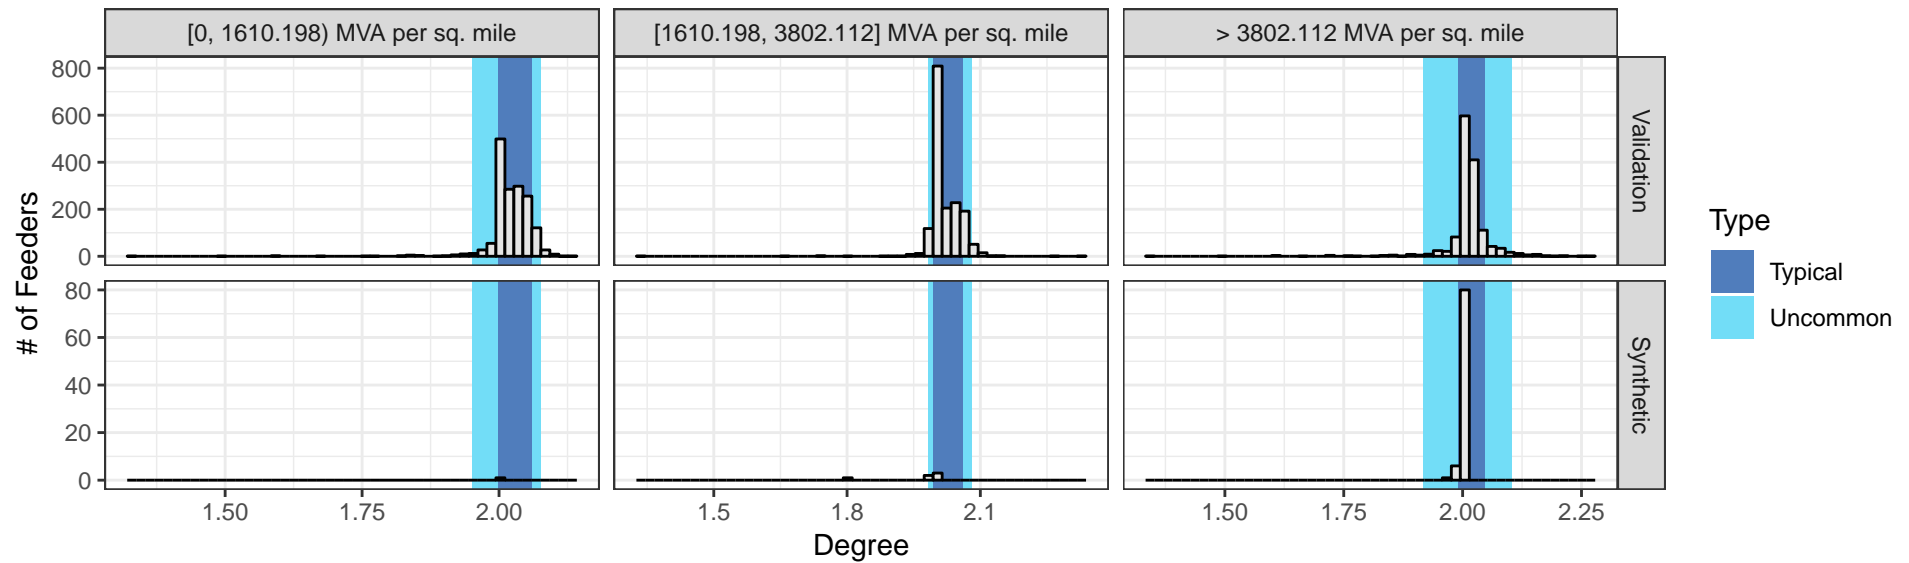 [0, 1610.198) MVA per sq. mile
[1610.198, 3802.112] MVA per sq. mile
> 3802.112 MVA per sq. mile
# of Feeders
800
600
400
200
0
Validation
80
60
40
20
0
Synthetic
1.50 1.75 2.00
1.5 1.8 2.1
1.50 1.75 2.00 2.25
Degree
Type
Typical
Uncommon